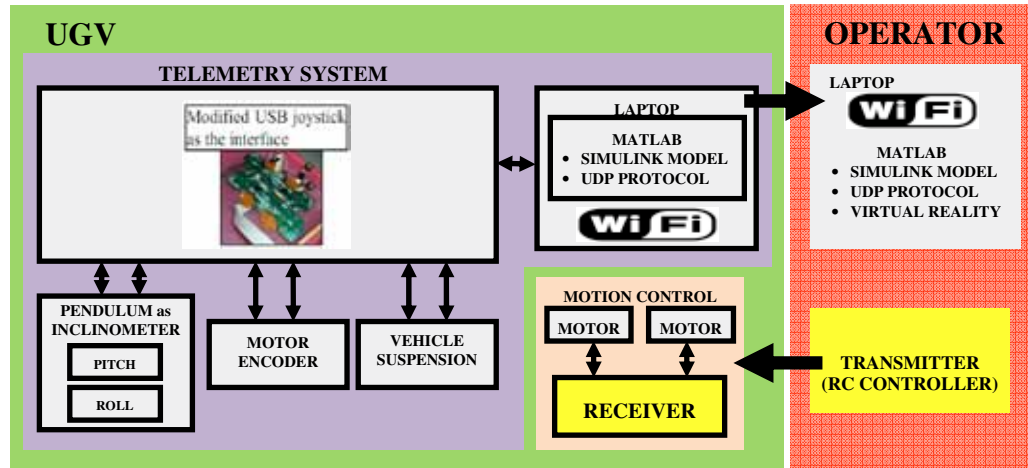 UGV
TELEMETRY SYSTEM
Modified USB joystick
as the interface
LAPTOP
MATLAB
• SIMULINK MODEL
• UDP PROTOCOL
Wi Fi
PENDULUM as
INCLINOMETER
PITCH
ROLL
MOTOR
ENCODER
VEHICLE
SUSPENSION
MOTION CONTROL
MOTOR
MOTOR
RECEIVER
OPERATOR
LAPTOP
Wi Fi
MATLAB
• SIMULINK MODEL
• UDP PROTOCOL
• VIRTUAL REALITY
TRANSMITTER
(RC CONTROLLER)